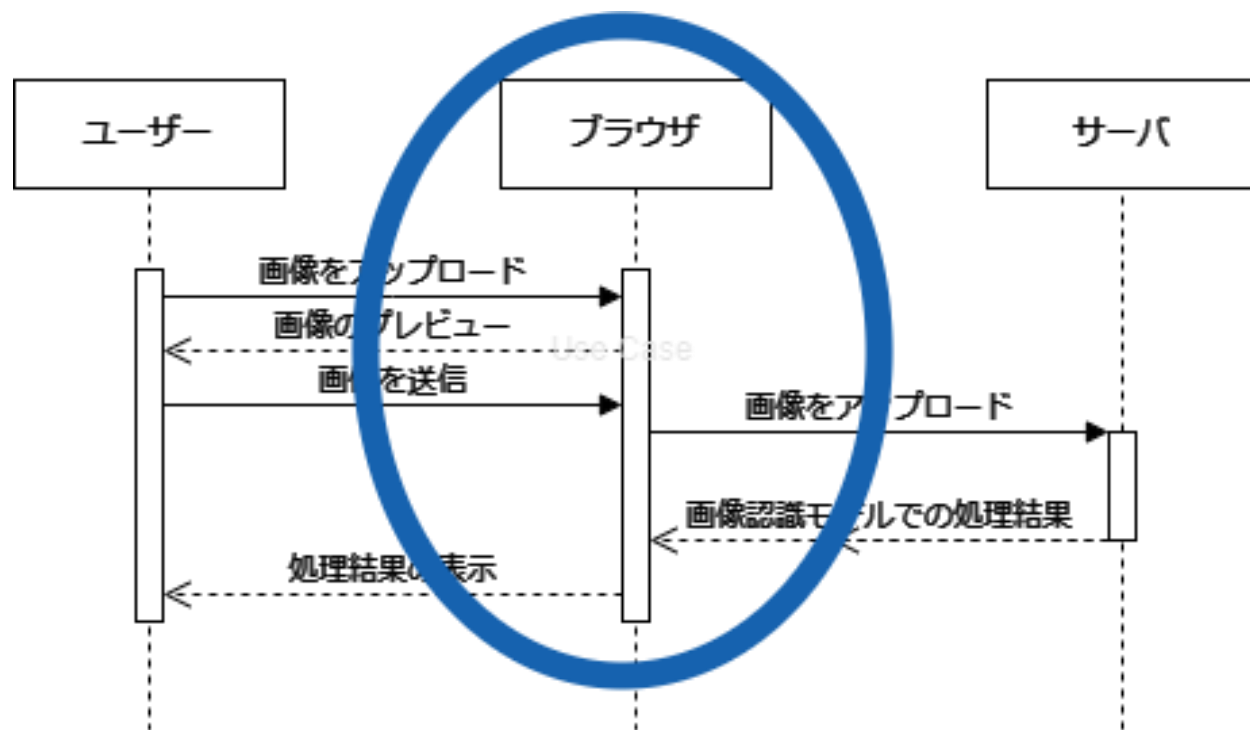 ユーザー
ブラウザ
サーバ
画像をアップロード
画像のプレビュー
Use Case
画像を送信
画像をアップロード
画像認識モデルでの処理結果
処理結果の表示